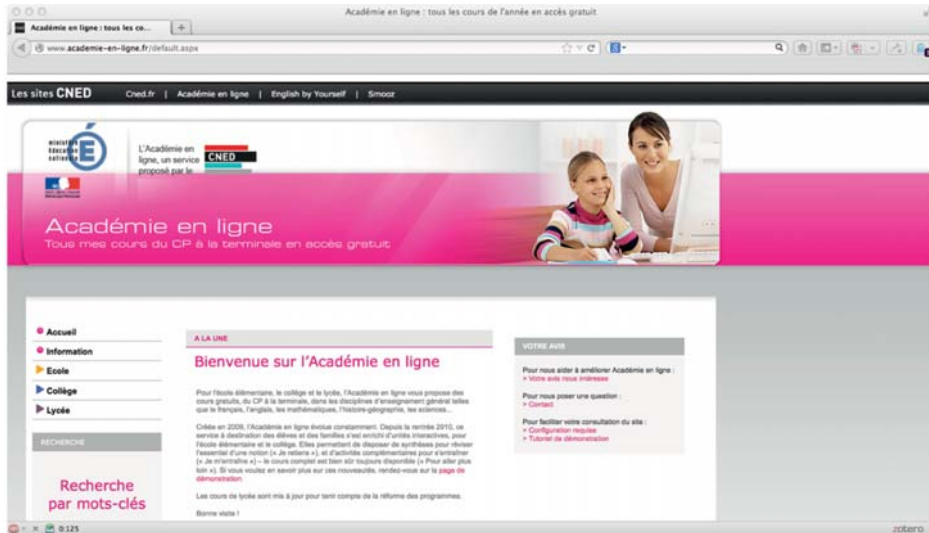 Académie en ligne : tous les cours de l'année en accès gratuit
Académie en ligne : tous les co...
www.academie-en-ligne.fr/default.aspx
Les sites CNED
Cned.fr | Académie en ligne | English by Yourself | Smooz
ministère
éducation
nationale
L'Académie en
ligne, un service
proposé par le
CNED
Académie en ligne
Tous mes cours du CP à la terminale en accès gratuit
Accueil
Information
Ecole
Collège
Lycée
RECHERCHE
Recherche
par mots-clés
A LA UNE
Bienvenue sur l'Académie en ligne
Pour l'école élémentaire, le collège et le lycée, l'Académie en ligne vous propose des
cours gratuits, du CP à la terminale, dans les disciplines d'enseignement général telles
que le français, l'anglais, les mathématiques, l'histoire-géographie, les sciences...
Créée en 2009, l'Académie en ligne évolue constamment. Depuis la rentrée 2010, ce
service à destination des élèves et des familles s'est enrichi d'unités interactives, pour
l'école élémentaire et le collège. Elles permettent de disposer de synthèses pour réviser
l'essentiel d'une notion (« Je retiens »), et d'activités complémentaires pour s'entraîner
(« Je m'entraîne ») – le cours complet est bien sûr toujours disponible (« Pour aller plus
loin »). Si vous voulez en savoir plus sur ces nouveautés, rendez-vous sur la page de
démonstration.
Les cours de lycée sont mis à jour pour tenir compte de la réforme des programmes.
Bonne visite !
VOTRE AVIS
Pour nous aider à améliorer Académie en ligne :
> Votre avis nous intéresse
Pour nous poser une question :
> Contact
Pour faciliter votre consultation du site :
> Configuration requise
> Tutoriel de démonstration
0:125
zotero